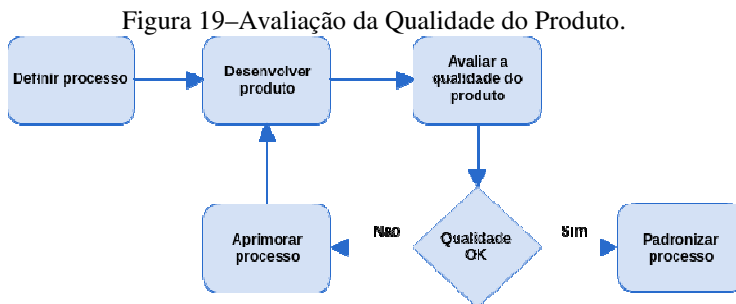 Figura 19–Avaliação da Qualidade do Produto.
Definir processo
Desenvolver
produto
Avaliar a
qualidade do
produto
Aprimorar
processo
Não
Qualidade
OK
Sim
Padronizar
processo